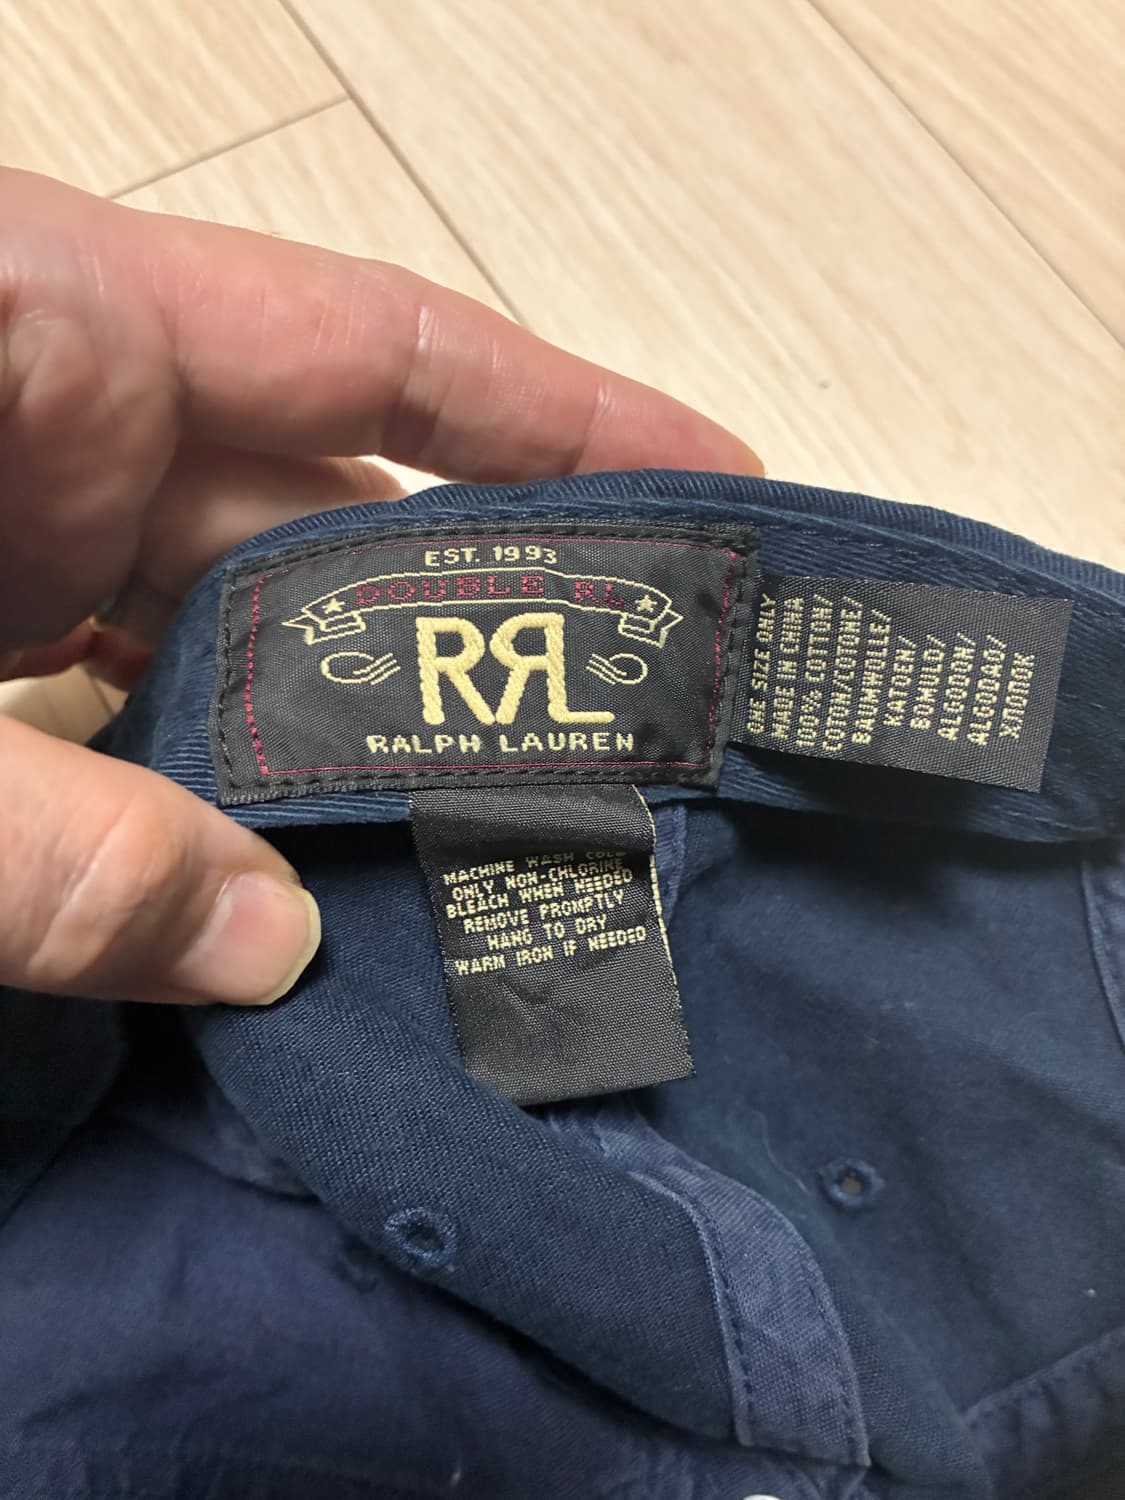 EST. 1993
DOUBLE RL
RRL
RALPH LAUREN
ONE SIZE ONLY
MADE IN CHINA
100% COTTON/
COTON/COTONE/
BAUMWOLLE/
KATOEN/
BOMULD/
ALGODON/
ALGODAO/
MACHINE WASH COLD
ONLY NON-CHLORINE
BLEACH WHEN NEEDED
REMOVE PROMPTLY
HANG TO DRY
WARM IRON IF NEEDED